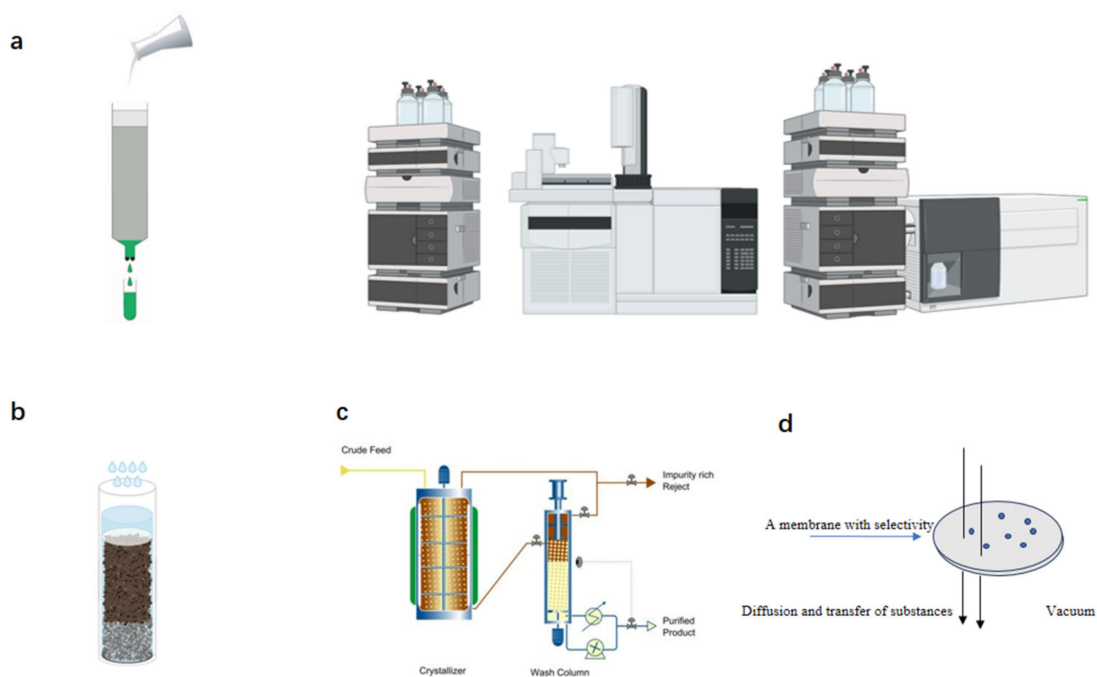 a
b
c
Crude Feed
Impurity rich
Reject
Purified
Product
Crystallizer
Wash Column
d
A membrane with selectivity
Diffusion and transfer of substances
Vacuum